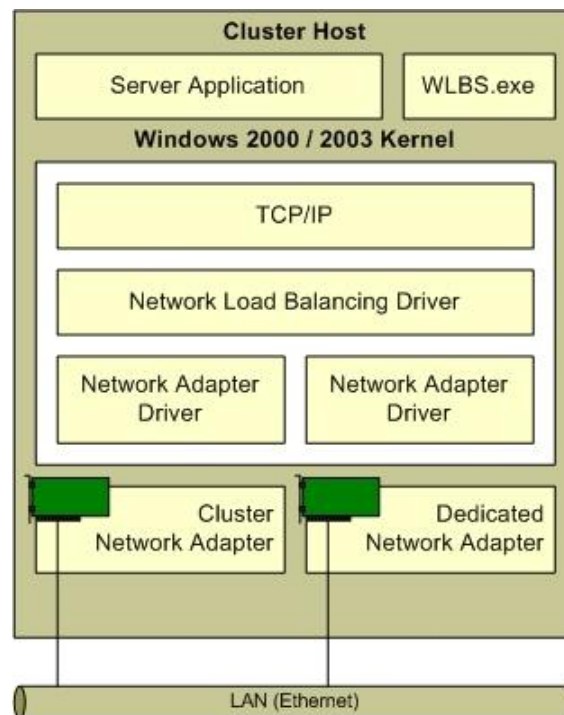 Cluster Host
Server Application
WLBS.exe
Windows 2000 / 2003 Kernel
TCP/IP
Network Load Balancing Driver
Network Adapter
Driver
Network Adapter
Driver
Cluster
Network Adapter
Dedicated
Network Adapter
LAN (Ethernet)